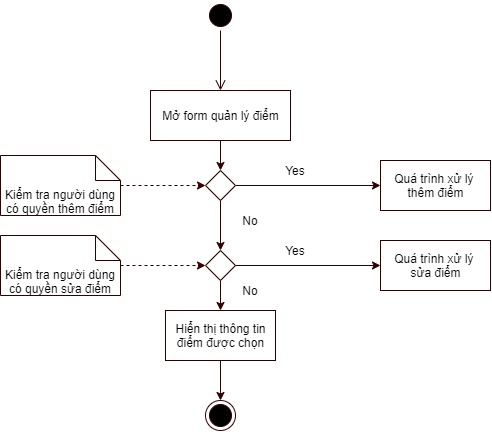 Mở form quản lý điểm
Kiểm tra người dùng
có quyền thêm điểm
Yes
Quá trình xử lý
thêm điểm
No
Kiểm tra người dùng
có quyền sửa điểm
Yes
Quá trình xử lý
sửa điểm
No
Hiển thị thông tin
điểm được chọn